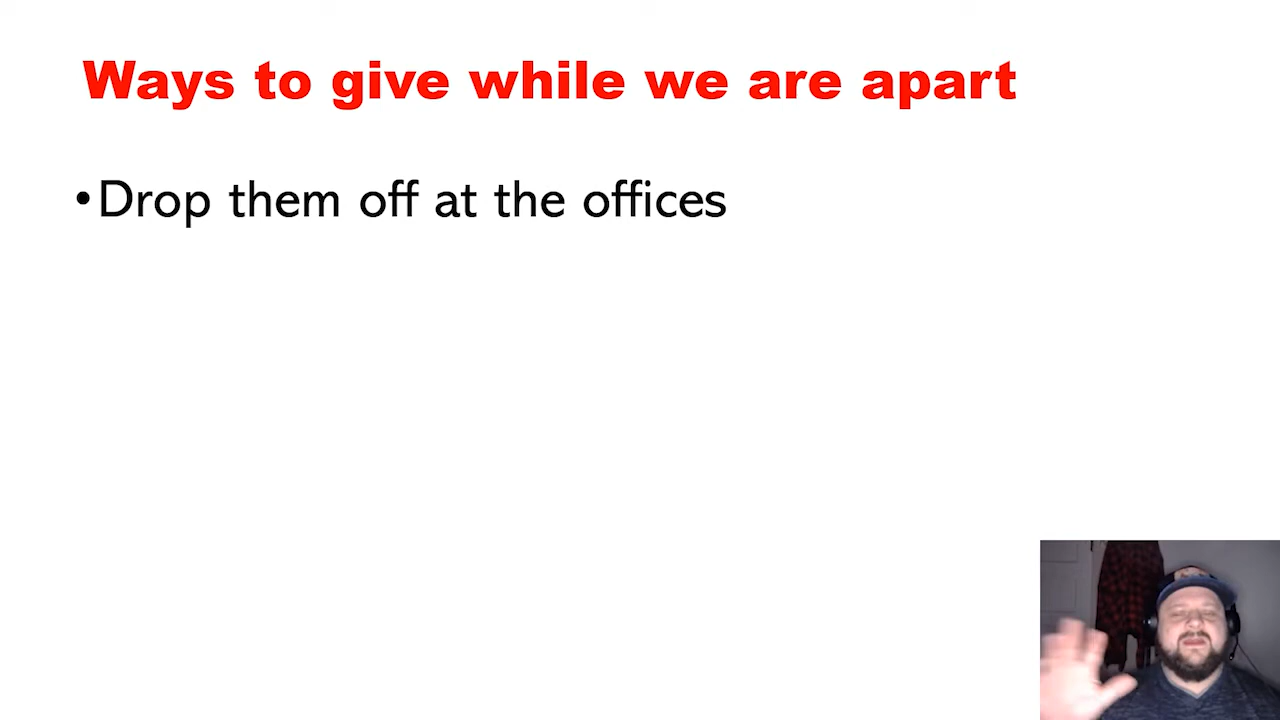 Ways to give while we are apart
•Drop them off at the offices